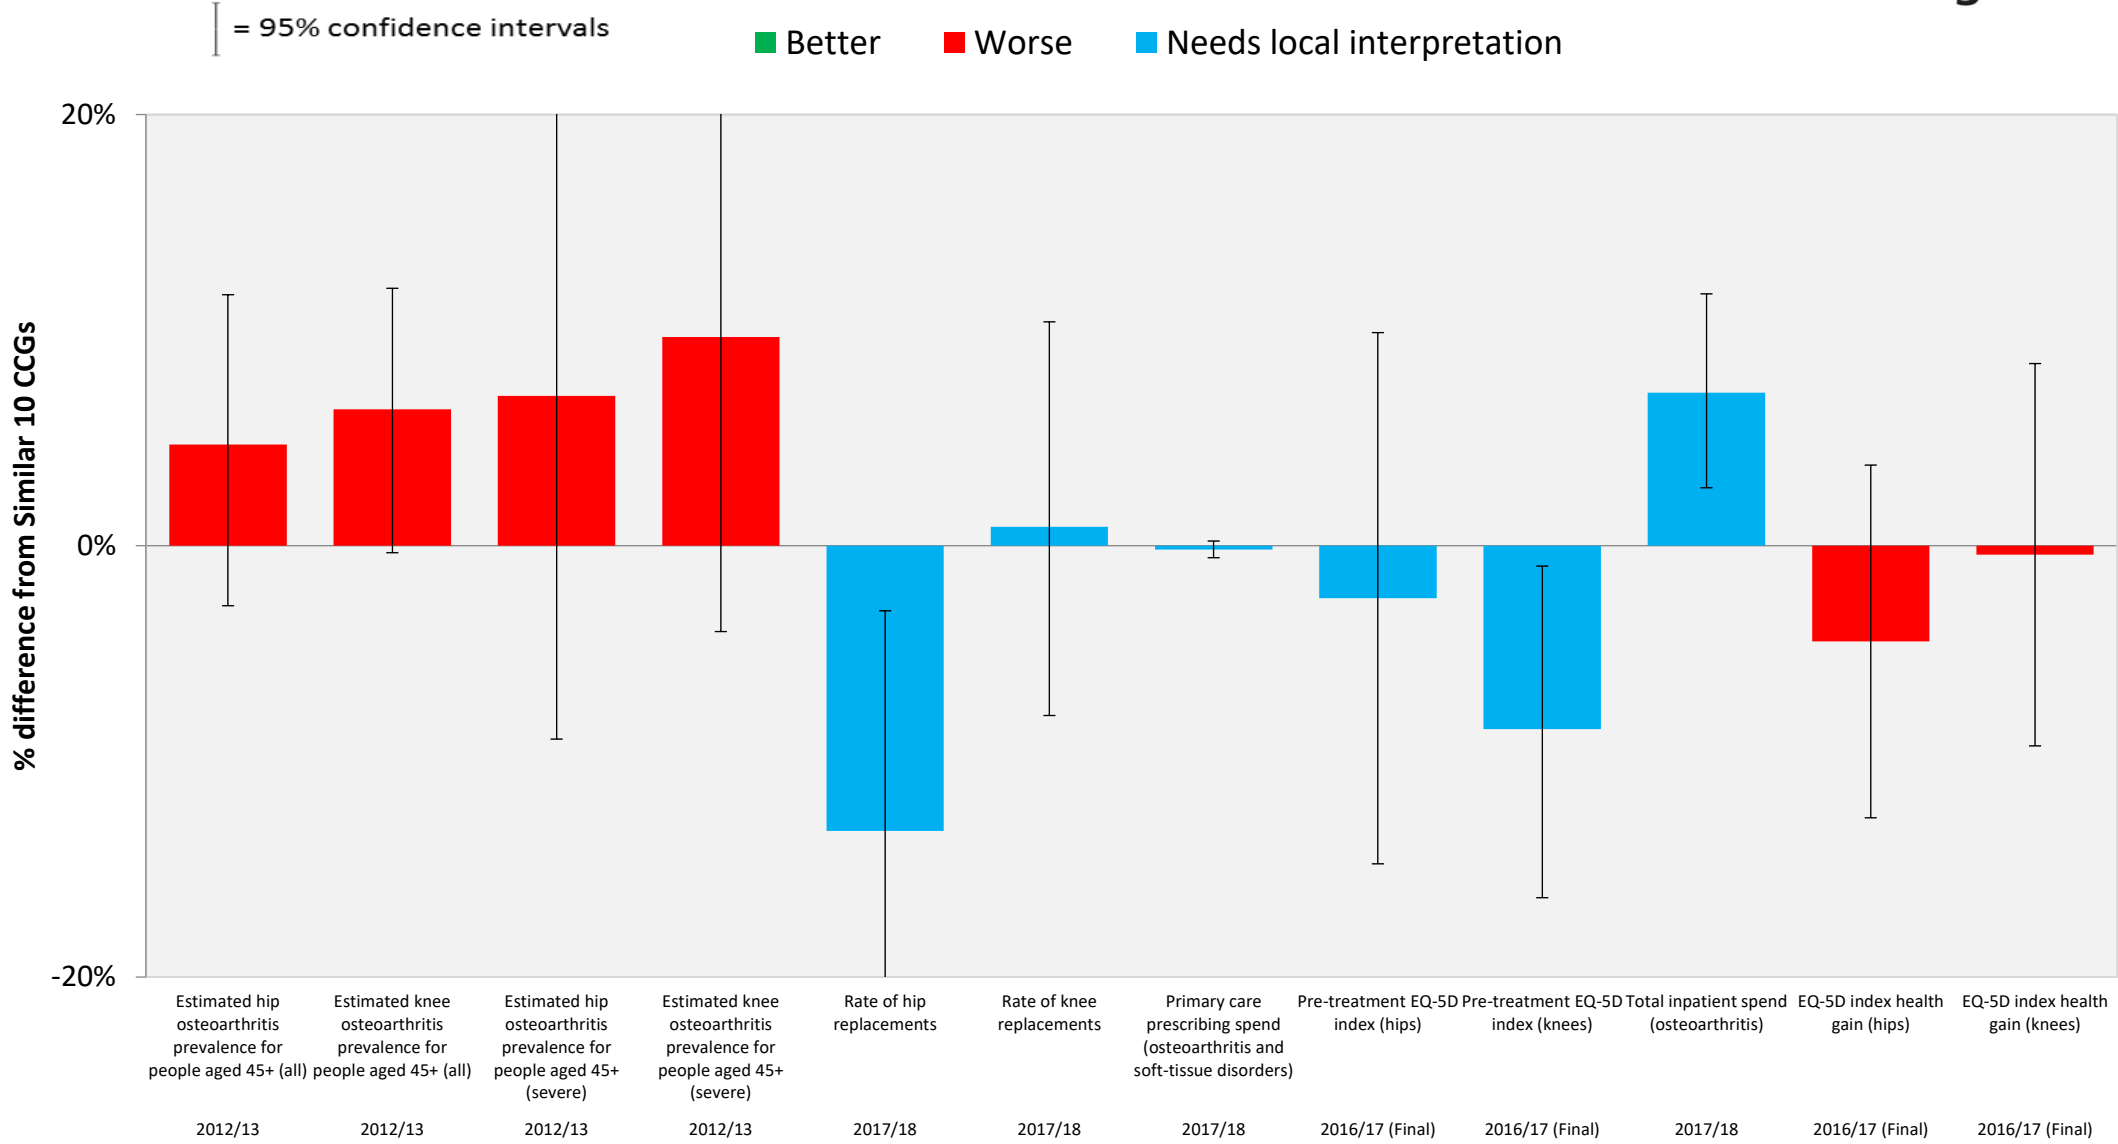 = 95% confidence intervals
Better Worse Needs local interpretation
% difference from Similar 10 CCGs
20%
0%
-20%
Estimated hip
osteoarthritis
prevalence for
people aged 45+ (all)
2012/13
Estimated knee
osteoarthritis
prevalence for
people aged 45+ (all)
2012/13
Estimated hip
osteoarthritis
prevalence for
people aged 45+
(severe)
2012/13
Estimated knee
osteoarthritis
prevalence for
people aged 45+
(severe)
2012/13
Rate of hip
replacements
2017/18
Rate of knee
replacements
2017/18
Primary care
prescribing spend
(osteoarthritis and
soft-tissue disorders)
2017/18
Pre-treatment EQ-5D
index (hips)
2016/17 (Final)
Pre-treatment EQ-5D
index (knees)
2016/17 (Final)
Total inpatient spend
(osteoarthritis)
2017/18
EQ-5D index health
gain (hips)
2016/17 (Final)
EQ-5D index health
gain (knees)
2016/17 (Final)